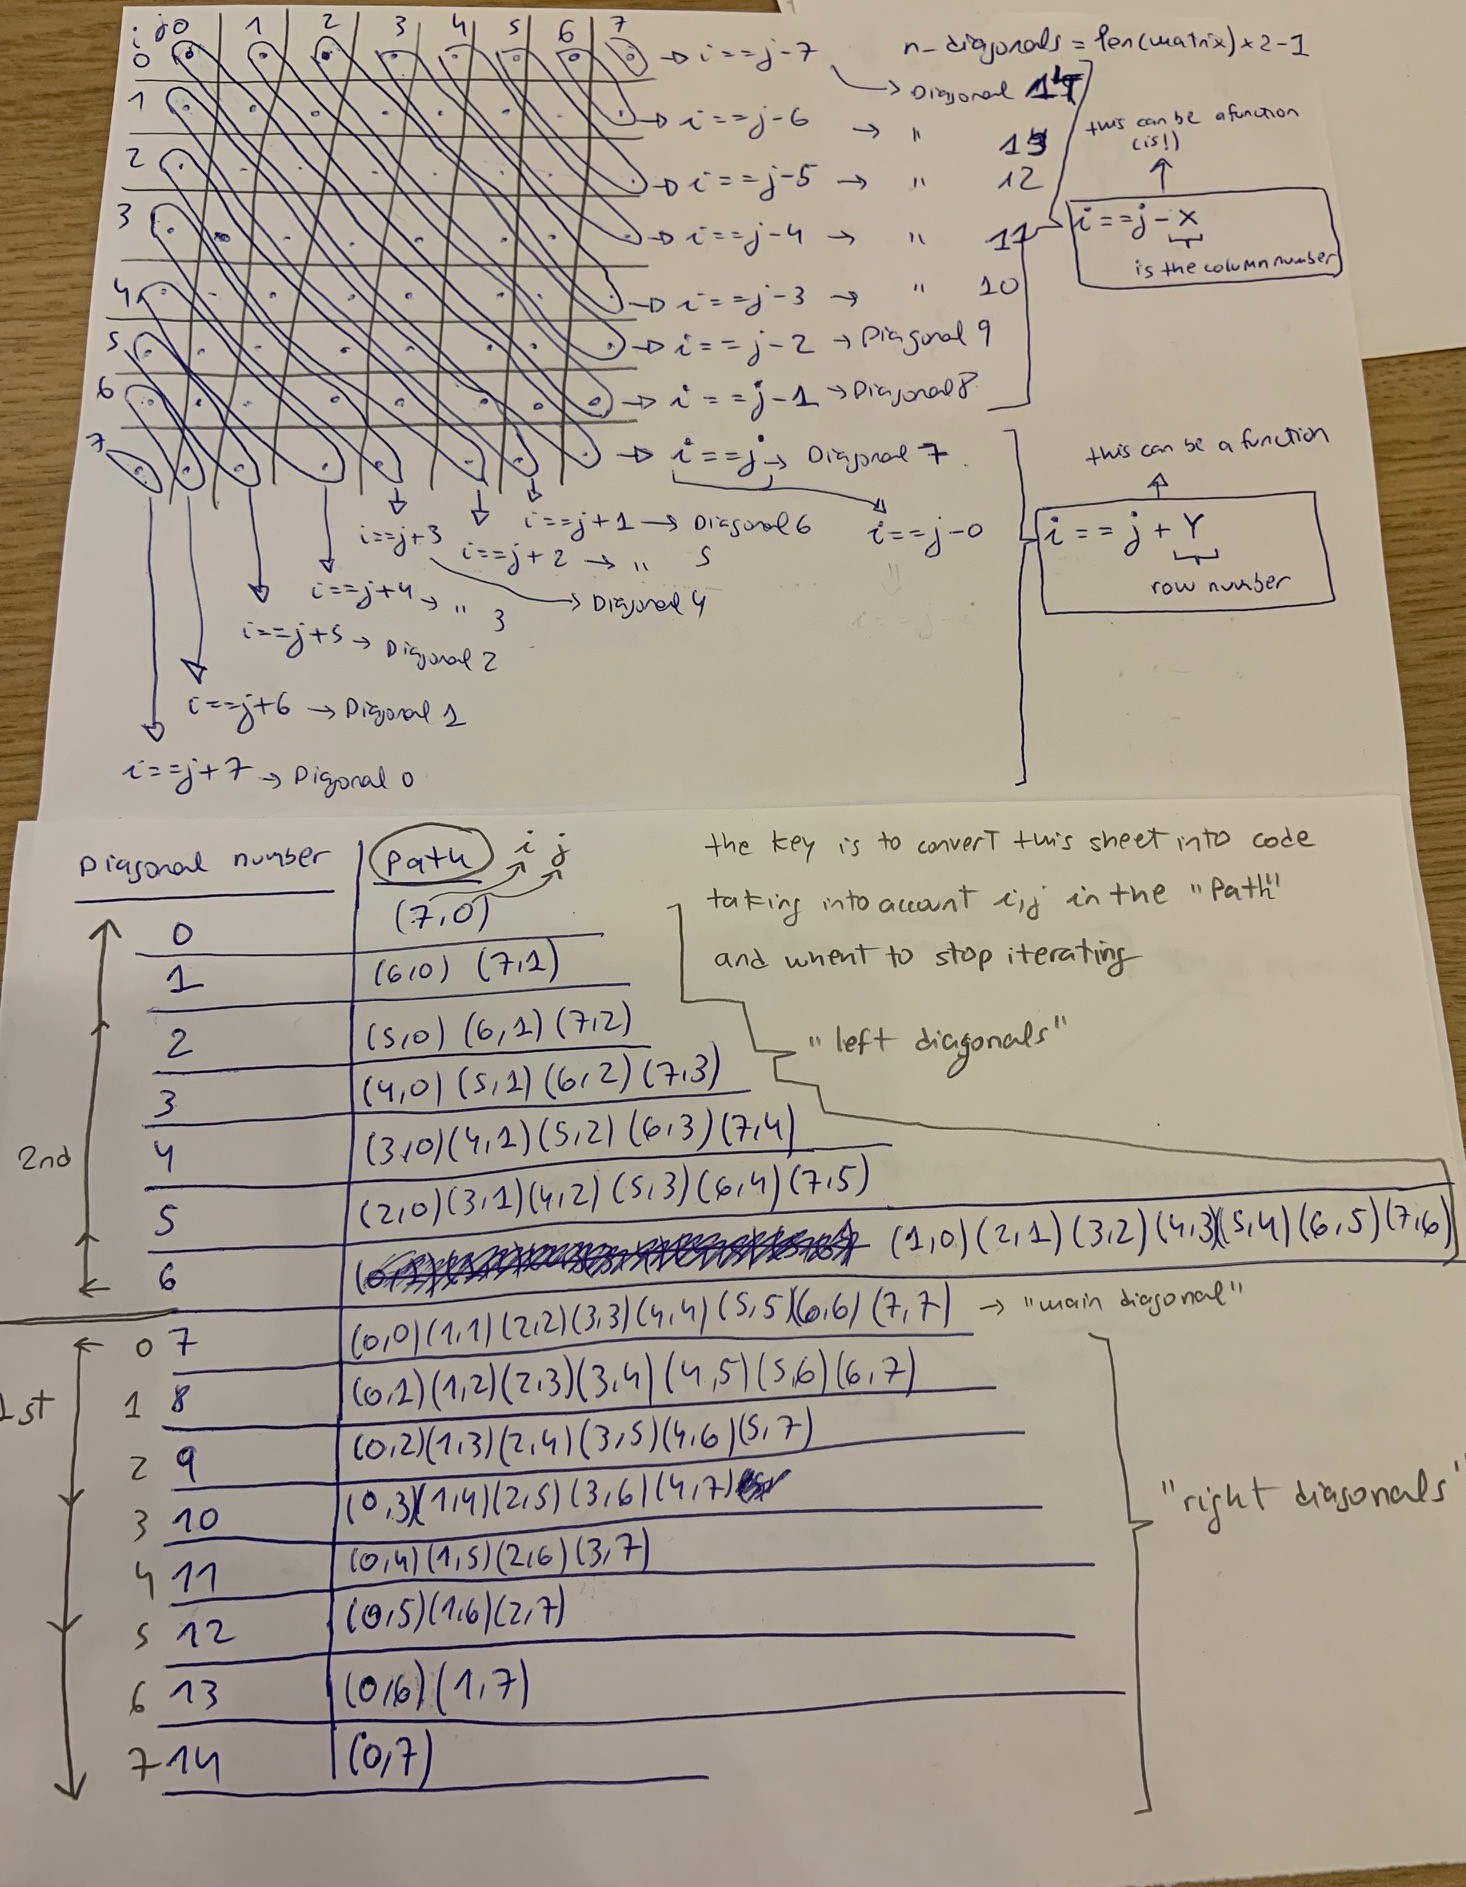 i j 0 1 2 3 4 5 6 7
0 → i==j-7
n_diagonals = len(matrix)x2-1
→ Diagonal 14
1 → i==j-6 → " 13
this can be a function
(is!)
2 → i==j-5 → " 12
3 → i==j-4 → " 11
i==j-X
is the column number
4 → i==j-3 → " 10
5 → i==j-2 → Diagonal 9
6 → i==j-1 → Diagonal 8
7 → i==j → Diagonal 7
this can be a function
i==j-0
i==j+Y
row number
i==j+1 → Diagonal 6
i==j+2 → " 5
i==j+3 → Diagonal 4
i==j+4 → " 3
i==j+5 → Diagonal 2
i==j+6 → Diagonal 1
i==j+7 → Digonal 0
Diagonal number Path i j
the key is to convert this sheet into code
taking into account i,j in the "Path"
and whent to stop iterating
"left diagonals"
0 (7,0)
1 (6,0) (7,1)
2 (5,0) (6,1) (7,2)
3 (4,0) (5,1) (6,2) (7,3)
2nd
4 (3,0) (4,1) (5,2) (6,3) (7,4)
5 (2,0) (3,1) (4,2) (5,3) (6,4) (7,5)
6 (1,0) (2,1) (3,2) (4,3) (5,4) (6,5) (7,6)
0 7 (0,0) (1,1) (2,2) (3,3) (4,4) (5,5) (6,6) (7,7) → "main diagonal"
1st
1 8 (0,1) (1,2) (2,3) (3,4) (4,5) (5,6) (6,7)
2 9 (0,2) (1,3) (2,4) (3,5) (4,6) (5,7)
3 10 (0,3) (1,4) (2,5) (3,6) (4,7)
"right diagonals"
4 11 (0,4) (1,5) (2,6) (3,7)
5 12 (0,5) (1,6) (2,7)
6 13 (0,6) (1,7)
7 14 (0,7)